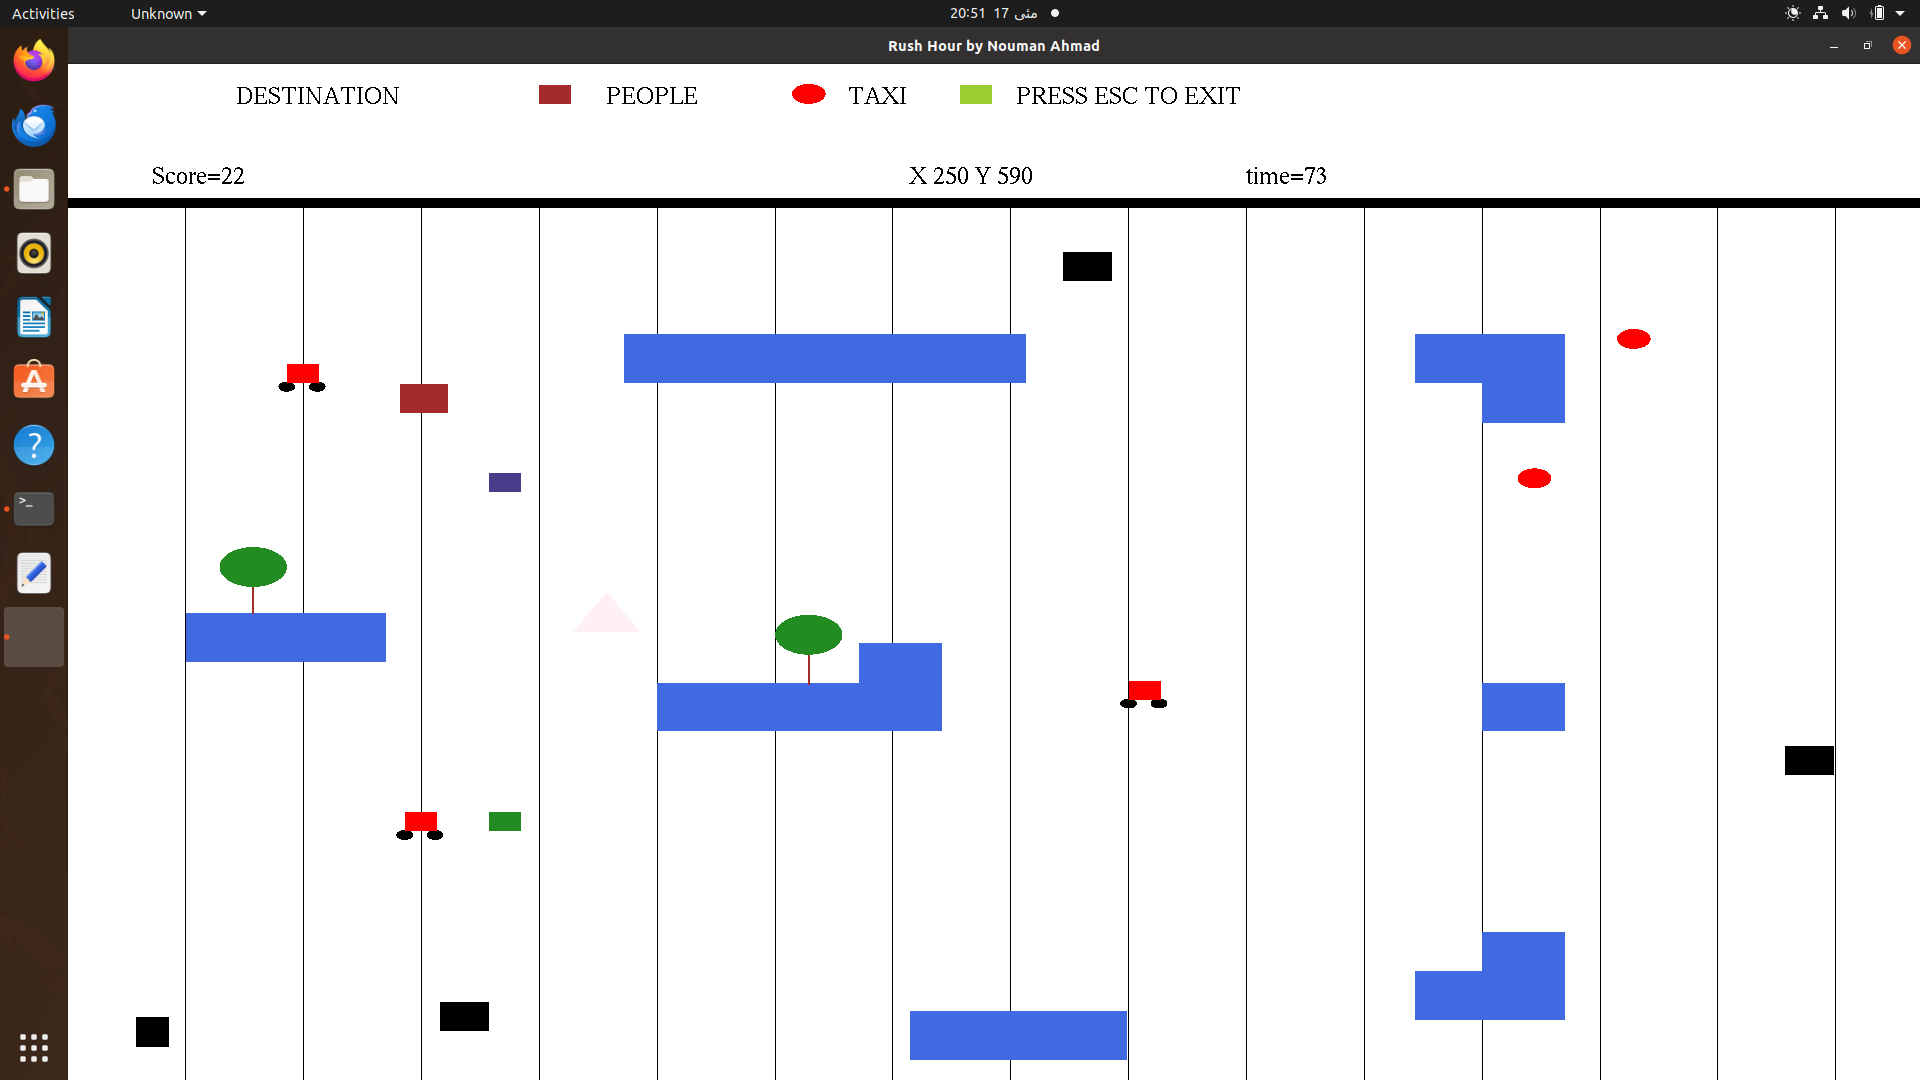 Activities Unknown 20:51 17 مئی
Rush Hour by Nouman Ahmad
DESTINATION PEOPLE TAXI PRESS ESC TO EXIT
Score=22 X 250 Y 590 time=73